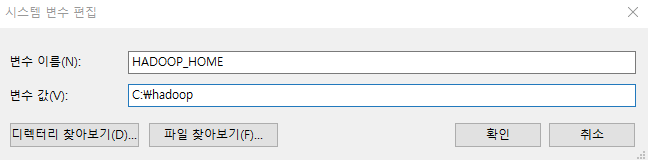 시스템 변수 편집
변수 이름(N): HADOOP_HOME
변수 값(V): C:₩hadoop
디렉터리 찾아보기(D)... 파일 찾아보기(F)... 확인 취소